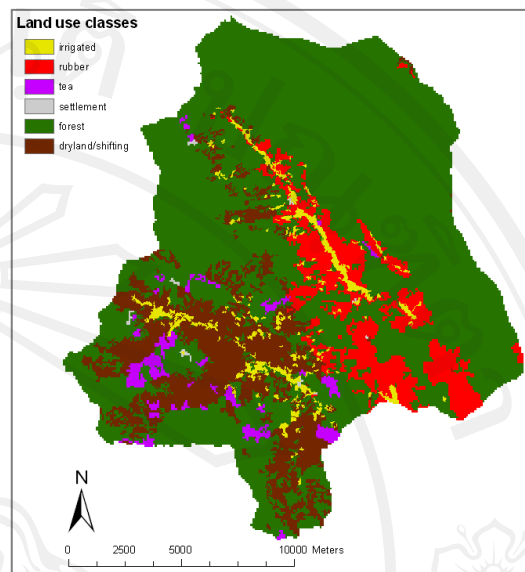 Land use classes
irrigated
rubber
tea
settlement
forest
dryland/shifting
N
0 2500 5000 10000 Meters